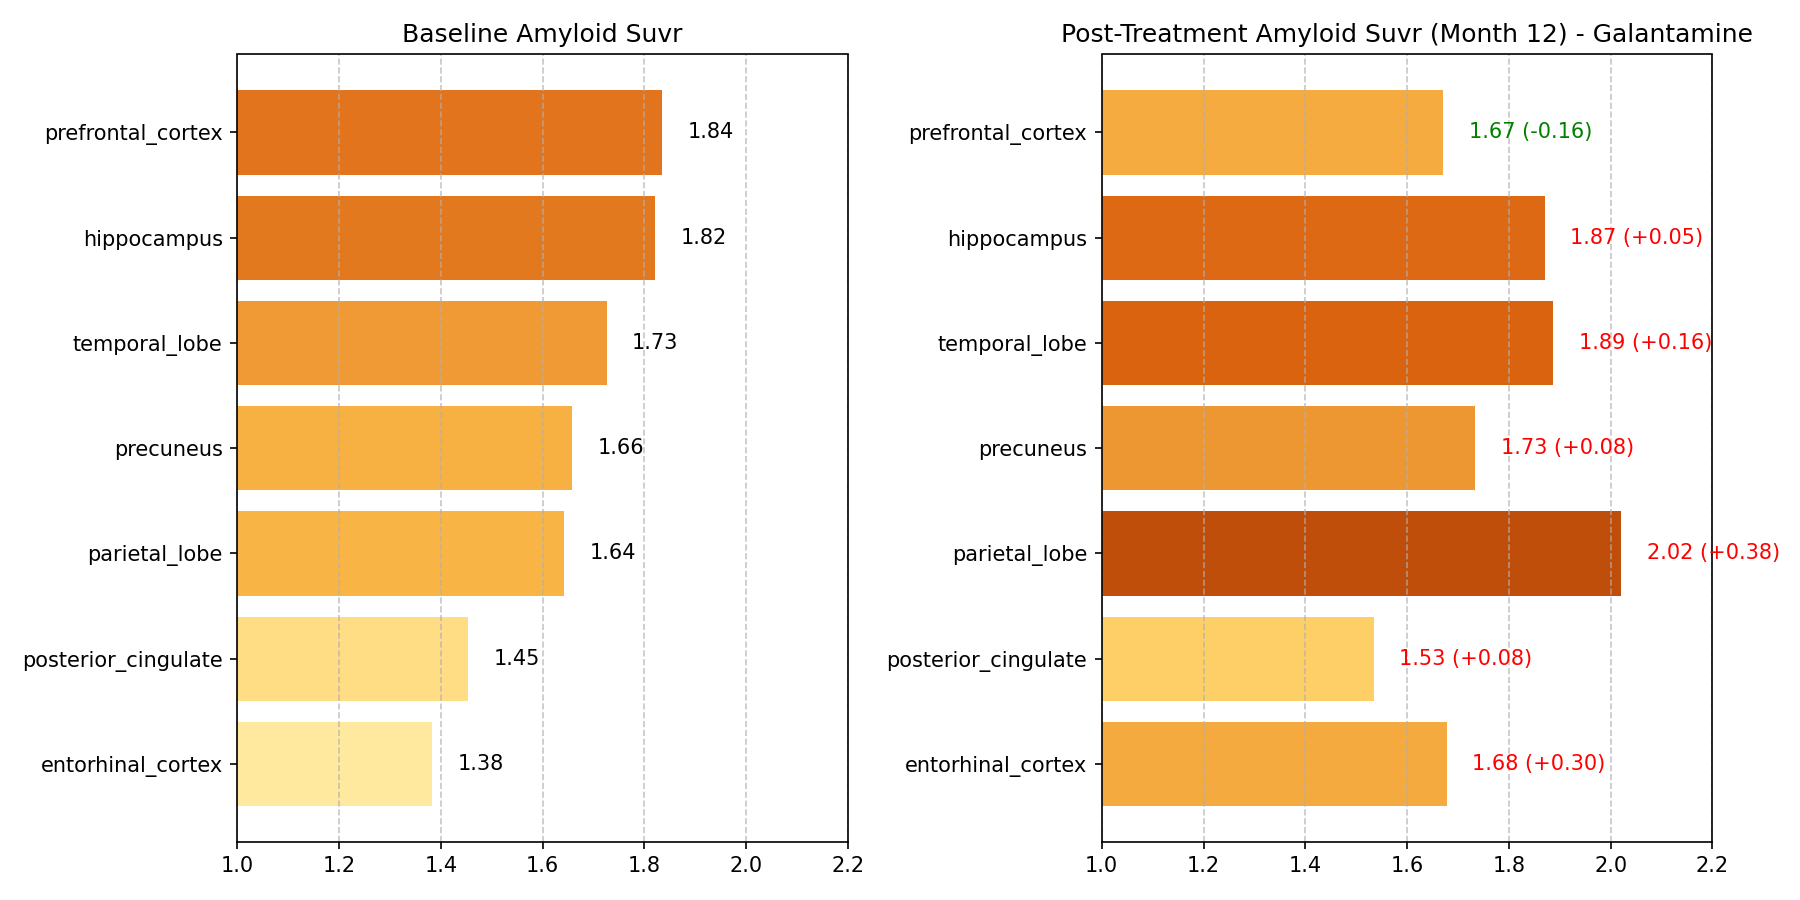 Baseline Amyloid Suvr
prefrontal_cortex
1.84
hippocampus
1.82
temporal_lobe
1.73
precuneus
1.66
parietal_lobe
1.64
posterior_cingulate
1.45
entorhinal_cortex
1.38
1.0 1.2 1.4 1.6 1.8 2.0 2.2
Post-Treatment Amyloid Suvr (Month 12) - Galantamine
prefrontal_cortex
1.67 (-0.16)
hippocampus
1.87 (+0.05)
temporal_lobe
1.89 (+0.16)
precuneus
1.73 (+0.08)
parietal_lobe
2.02 (+0.38)
posterior_cingulate
1.53 (+0.08)
entorhinal_cortex
1.68 (+0.30)
1.0 1.2 1.4 1.6 1.8 2.0 2.2